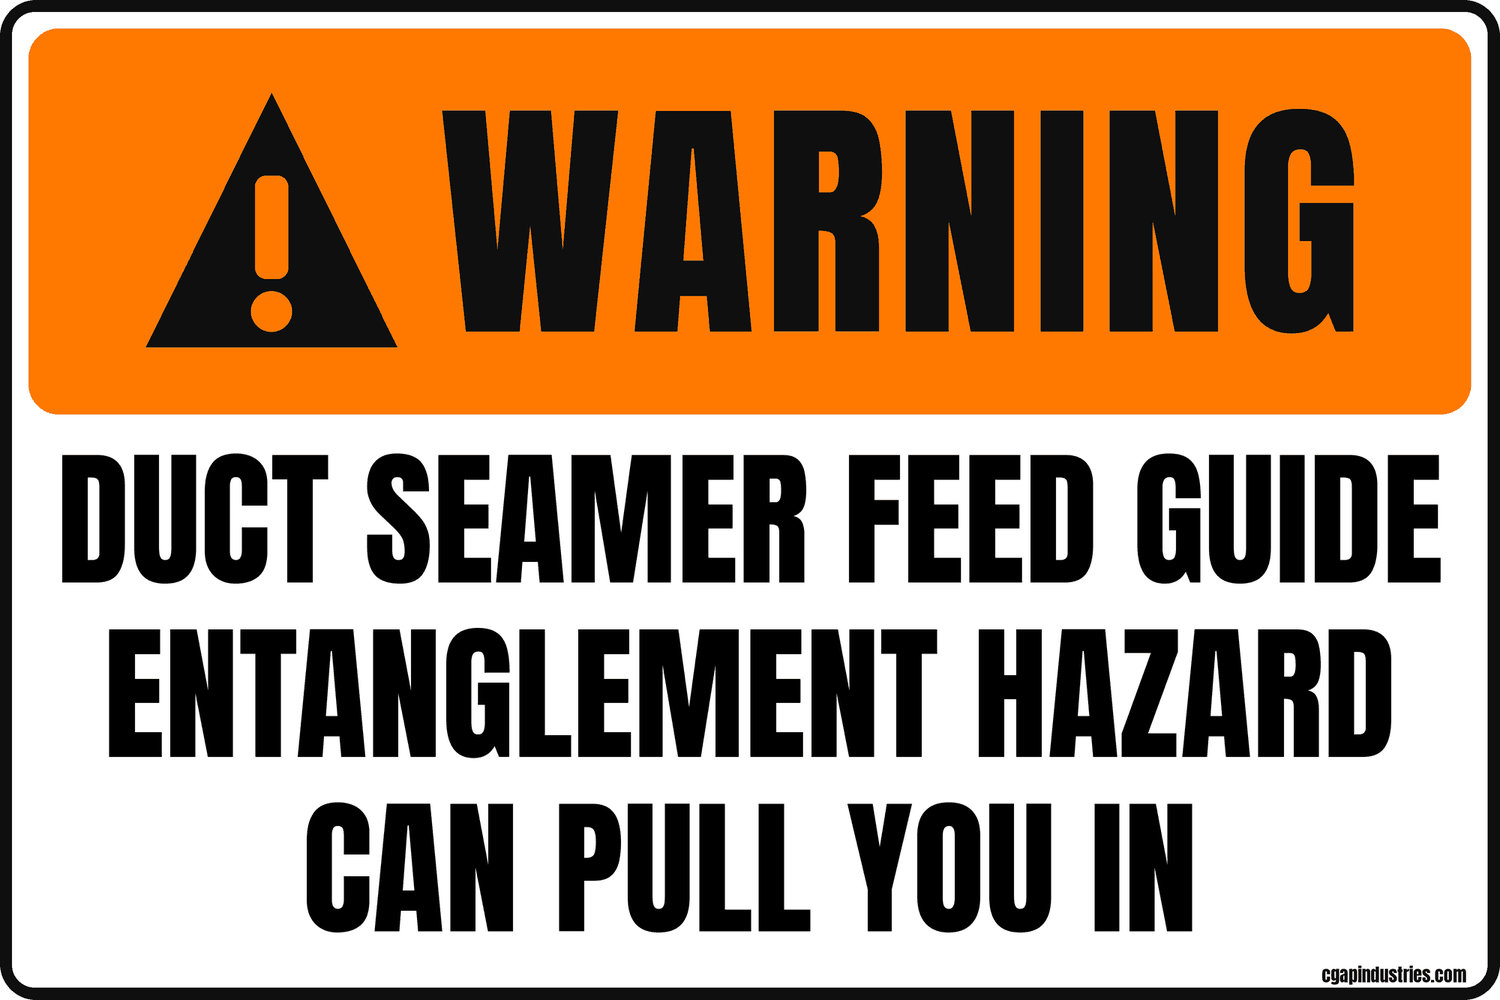 WARNING
DUCT SEAMER FEED GUIDE
ENTANGLEMENT HAZARD
CAN PULL YOU IN
cgapindustries.com